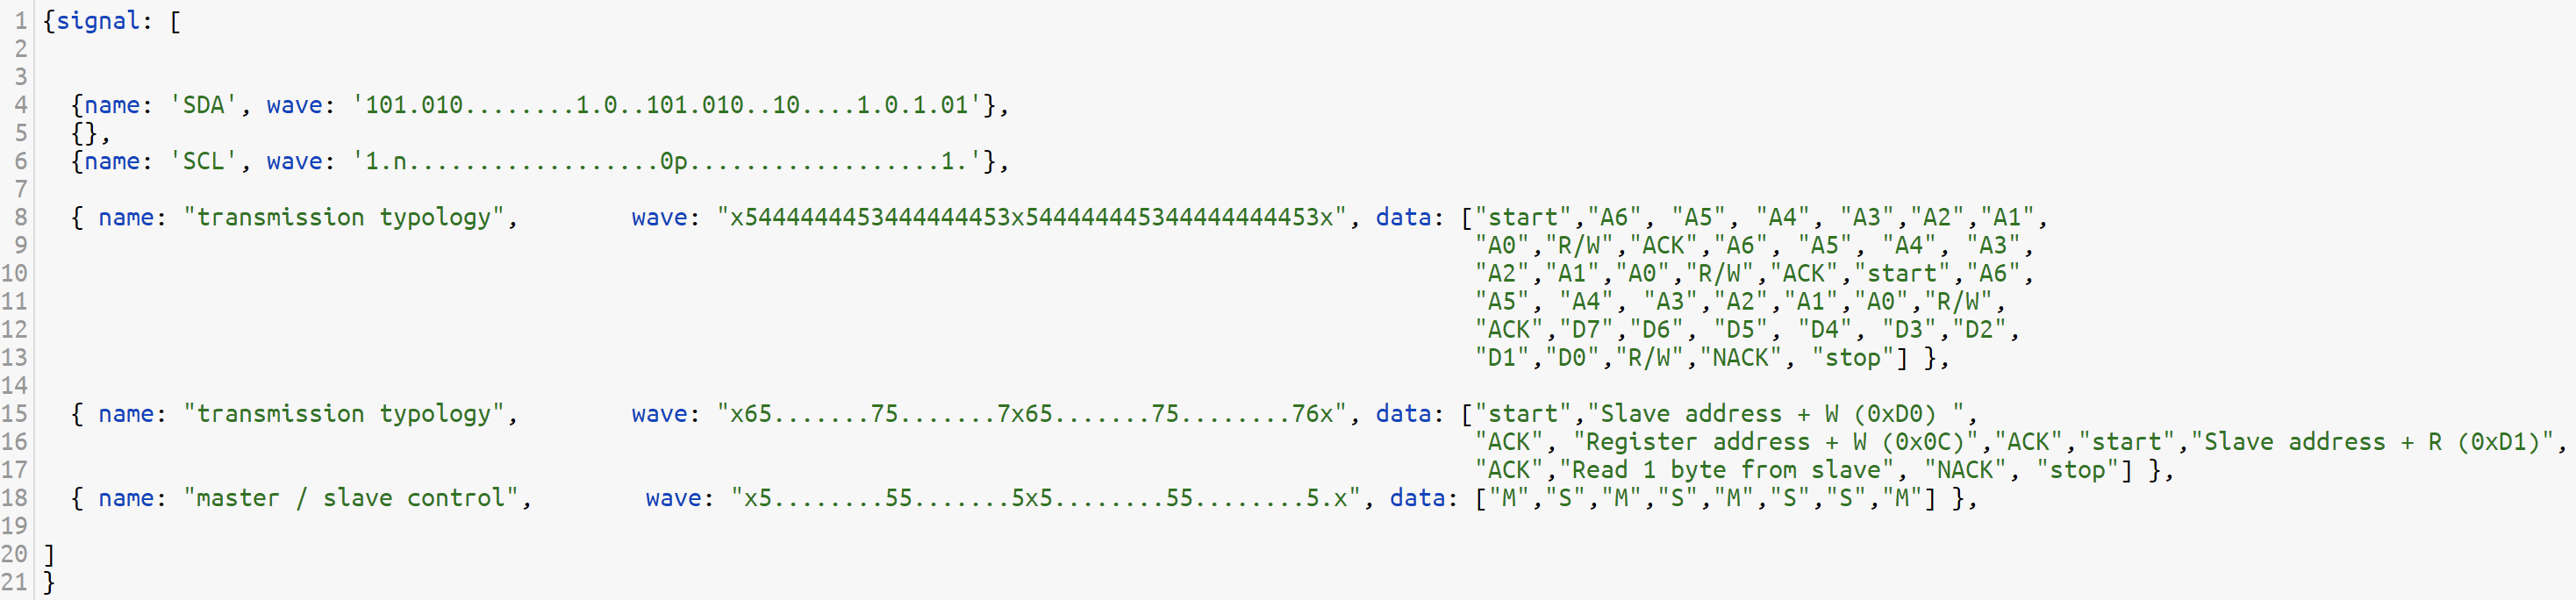 1 {signal: [
2
3
4 {name: 'SDA', wave: '101.010........1.0..101.010..10....1.0.1.01'},
5 {},
6 {name: 'SCL', wave: '1.n..................0p..................1.'},
7
8 { name: "transmission typology", wave: "x5444444453444444453x544444445344444444453x", data: ["start","A6", "A5", "A4", "A3","A2","A1",
9 "A0","R/W","ACK","A6", "A5", "A4", "A3",
10 "A2","A1","A0","R/W","ACK","start","A6",
11 "A5", "A4", "A3","A2","A1","A0","R/W",
12 "ACK","D7","D6", "D5", "D4", "D3","D2",
13 "D1","D0","R/W","NACK", "stop"] },
14
15 { name: "transmission typology", wave: "x65.......75.......7x65.......75........76x", data: ["start","Slave address + W (0xD0) ",
16 "ACK", "Register address + W (0x0C)","ACK","start","Slave address + R (0xD1)",
17 "ACK","Read 1 byte from slave", "NACK", "stop"] },
18 { name: "master / slave control", wave: "x5........55.......5x5........55........5.x", data: ["M","S","M","S","M","S","S","M"] },
19
20 ]
21 }